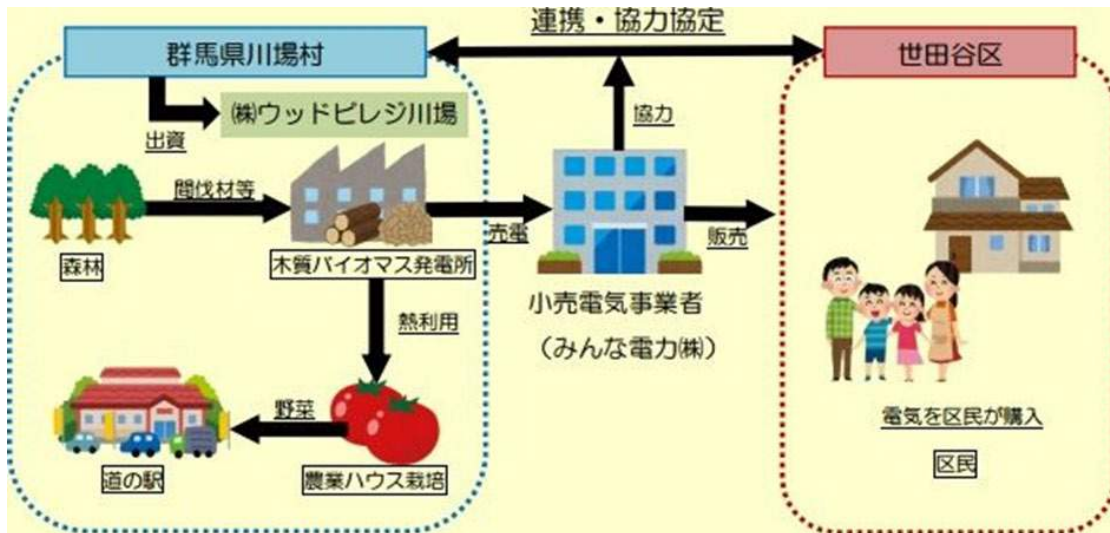 連携・協力協定
群馬県川場村
世田谷区
㈱ウッドビレジ川場
出資
協力
間伐材等
売電
販売
森林
木質バイオマス発電所
熱利用
小売電気事業者
（みんな電力㈱）
野菜
電気を区民が購入
道の駅
農業ハウス栽培
区民